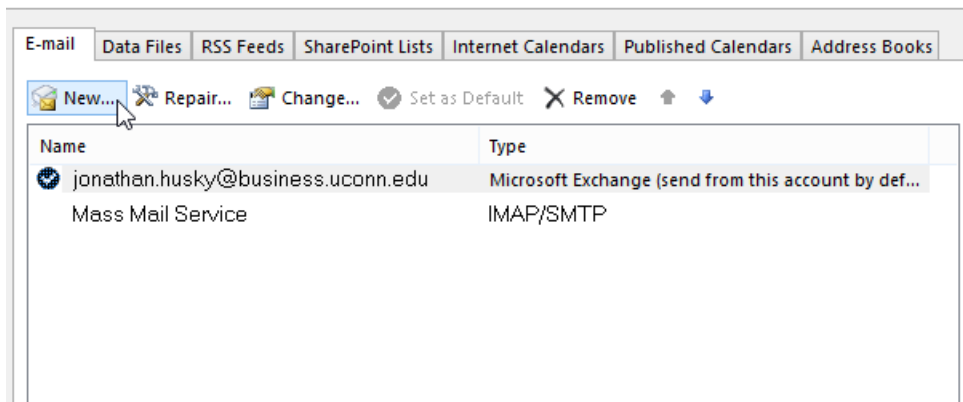 E-mail Data Files RSS Feeds SharePoint Lists Internet Calendars Published Calendars Address Books
New... Repair... Change... Set as Default Remove
Name Type
jonathan.husky@business.uconn.edu Microsoft Exchange (send from this account by def...
Mass Mail Service IMAP/SMTP